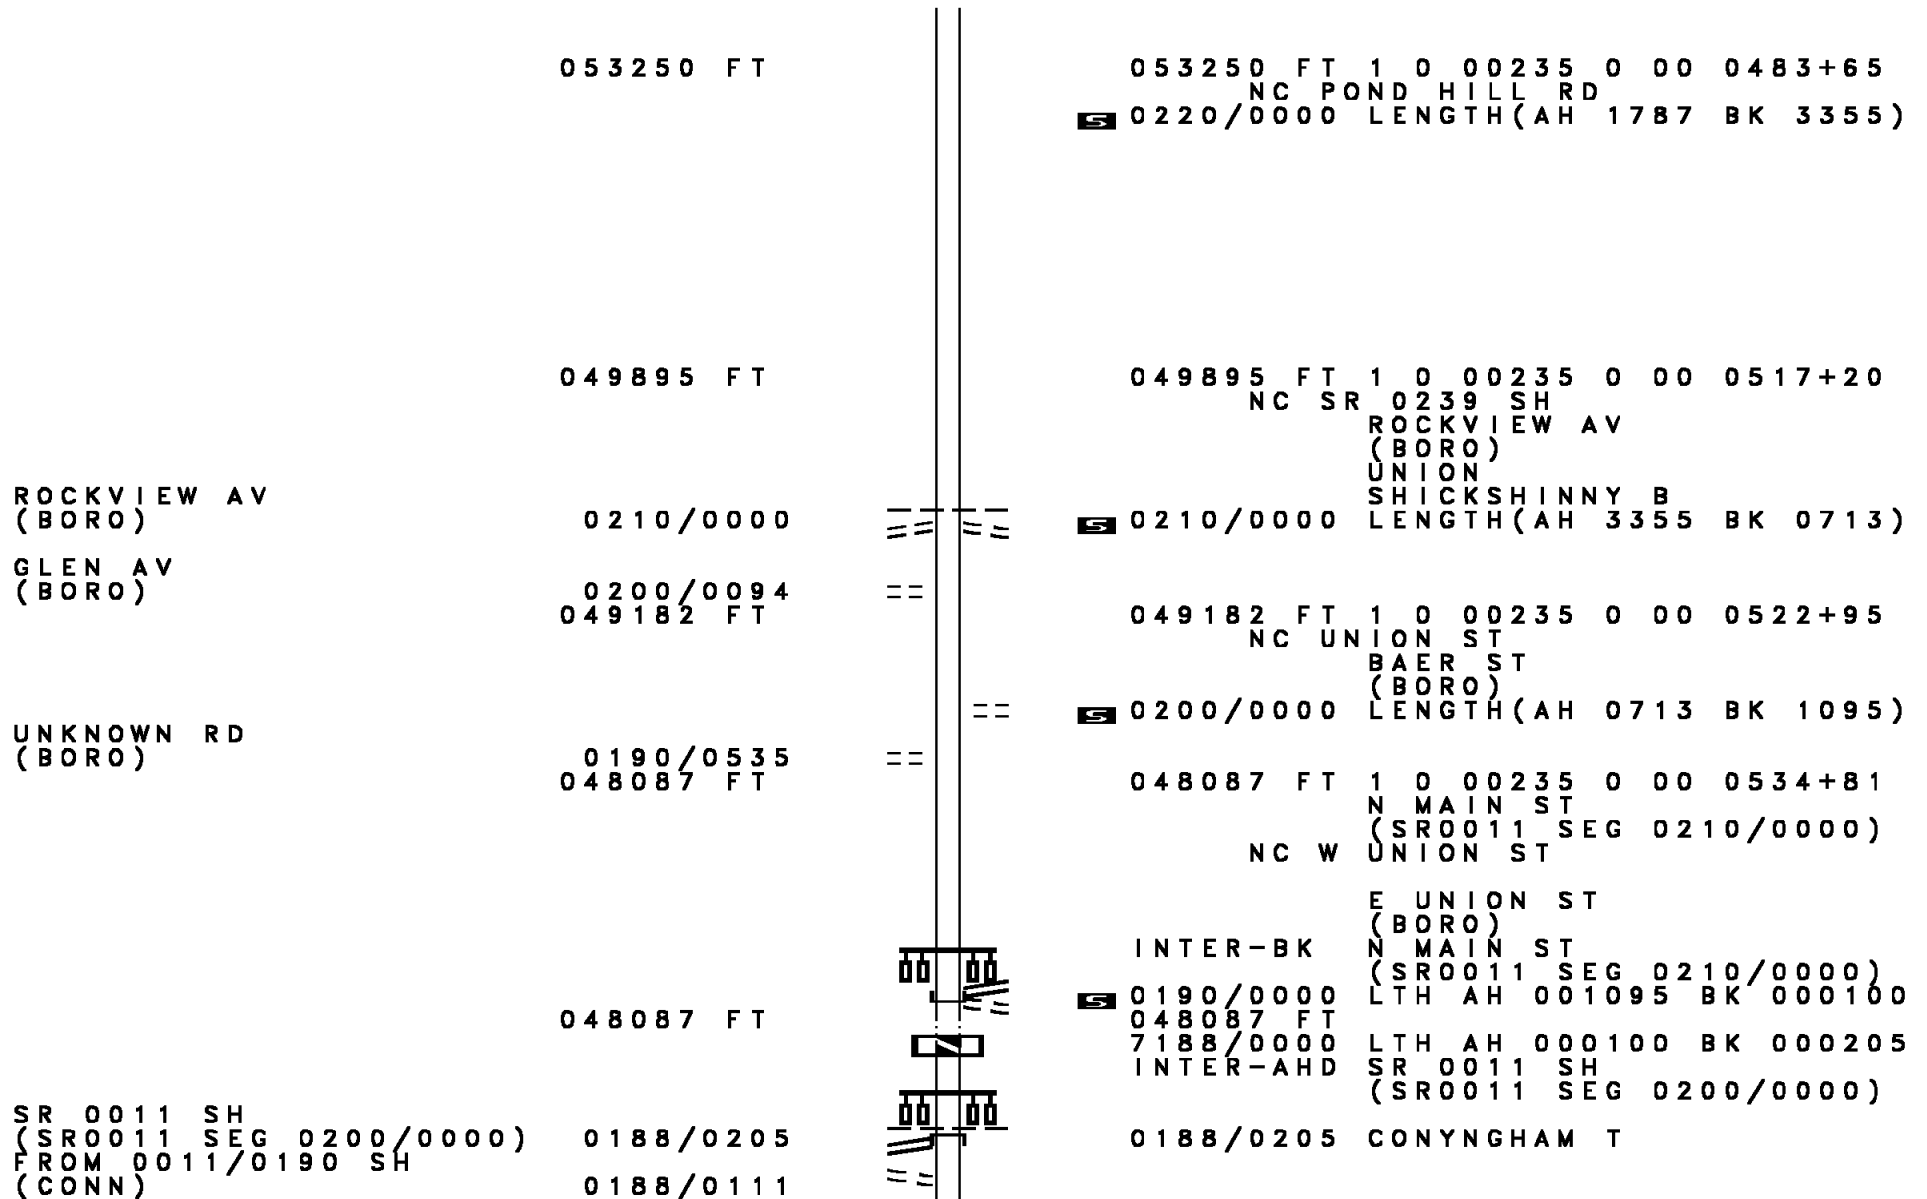 053250 FT 053250 FT 1 0 00235 0 00 0483+65
NC POND HILL RD
S 0220/0000 LENGTH(AH 1787 BK 3355)
049895 FT 049895 FT 1 0 00235 0 00 0517+20
NC SR 0239 SH
ROCKVIEW AV
(BORO)
UNION
ROCKVIEW AV SHICKSHINNY B
(BORO) 0210/0000 S 0210/0000 LENGTH(AH 3355 BK 0713)
GLEN AV
(BORO) 0200/0094
049182 FT 049182 FT 1 0 00235 0 00 0522+95
NC UNION ST
BAER ST
(BORO)
S 0200/0000 LENGTH(AH 0713 BK 1095)
UNKNOWN RD
(BORO) 0190/0535
048087 FT 048087 FT 1 0 00235 0 00 0534+81
N MAIN ST
(SR0011 SEG 0210/0000)
NC W UNION ST
E UNION ST
(BORO)
INTER-BK N MAIN ST
(SR0011 SEG 0210/0000)
S 0190/0000 LTH AH 001095 BK 000100
048087 FT 048087 FT
7188/0000 LTH AH 000100 BK 000205
INTER-AHD SR 0011 SH
(SR0011 SEG 0200/0000)
SR 0011 SH
(SR0011 SEG 0200/0000) 0188/0205 0188/0205 CONYNGHAM T
FROM 0011/0190 SH
(CONN) 0188/0111